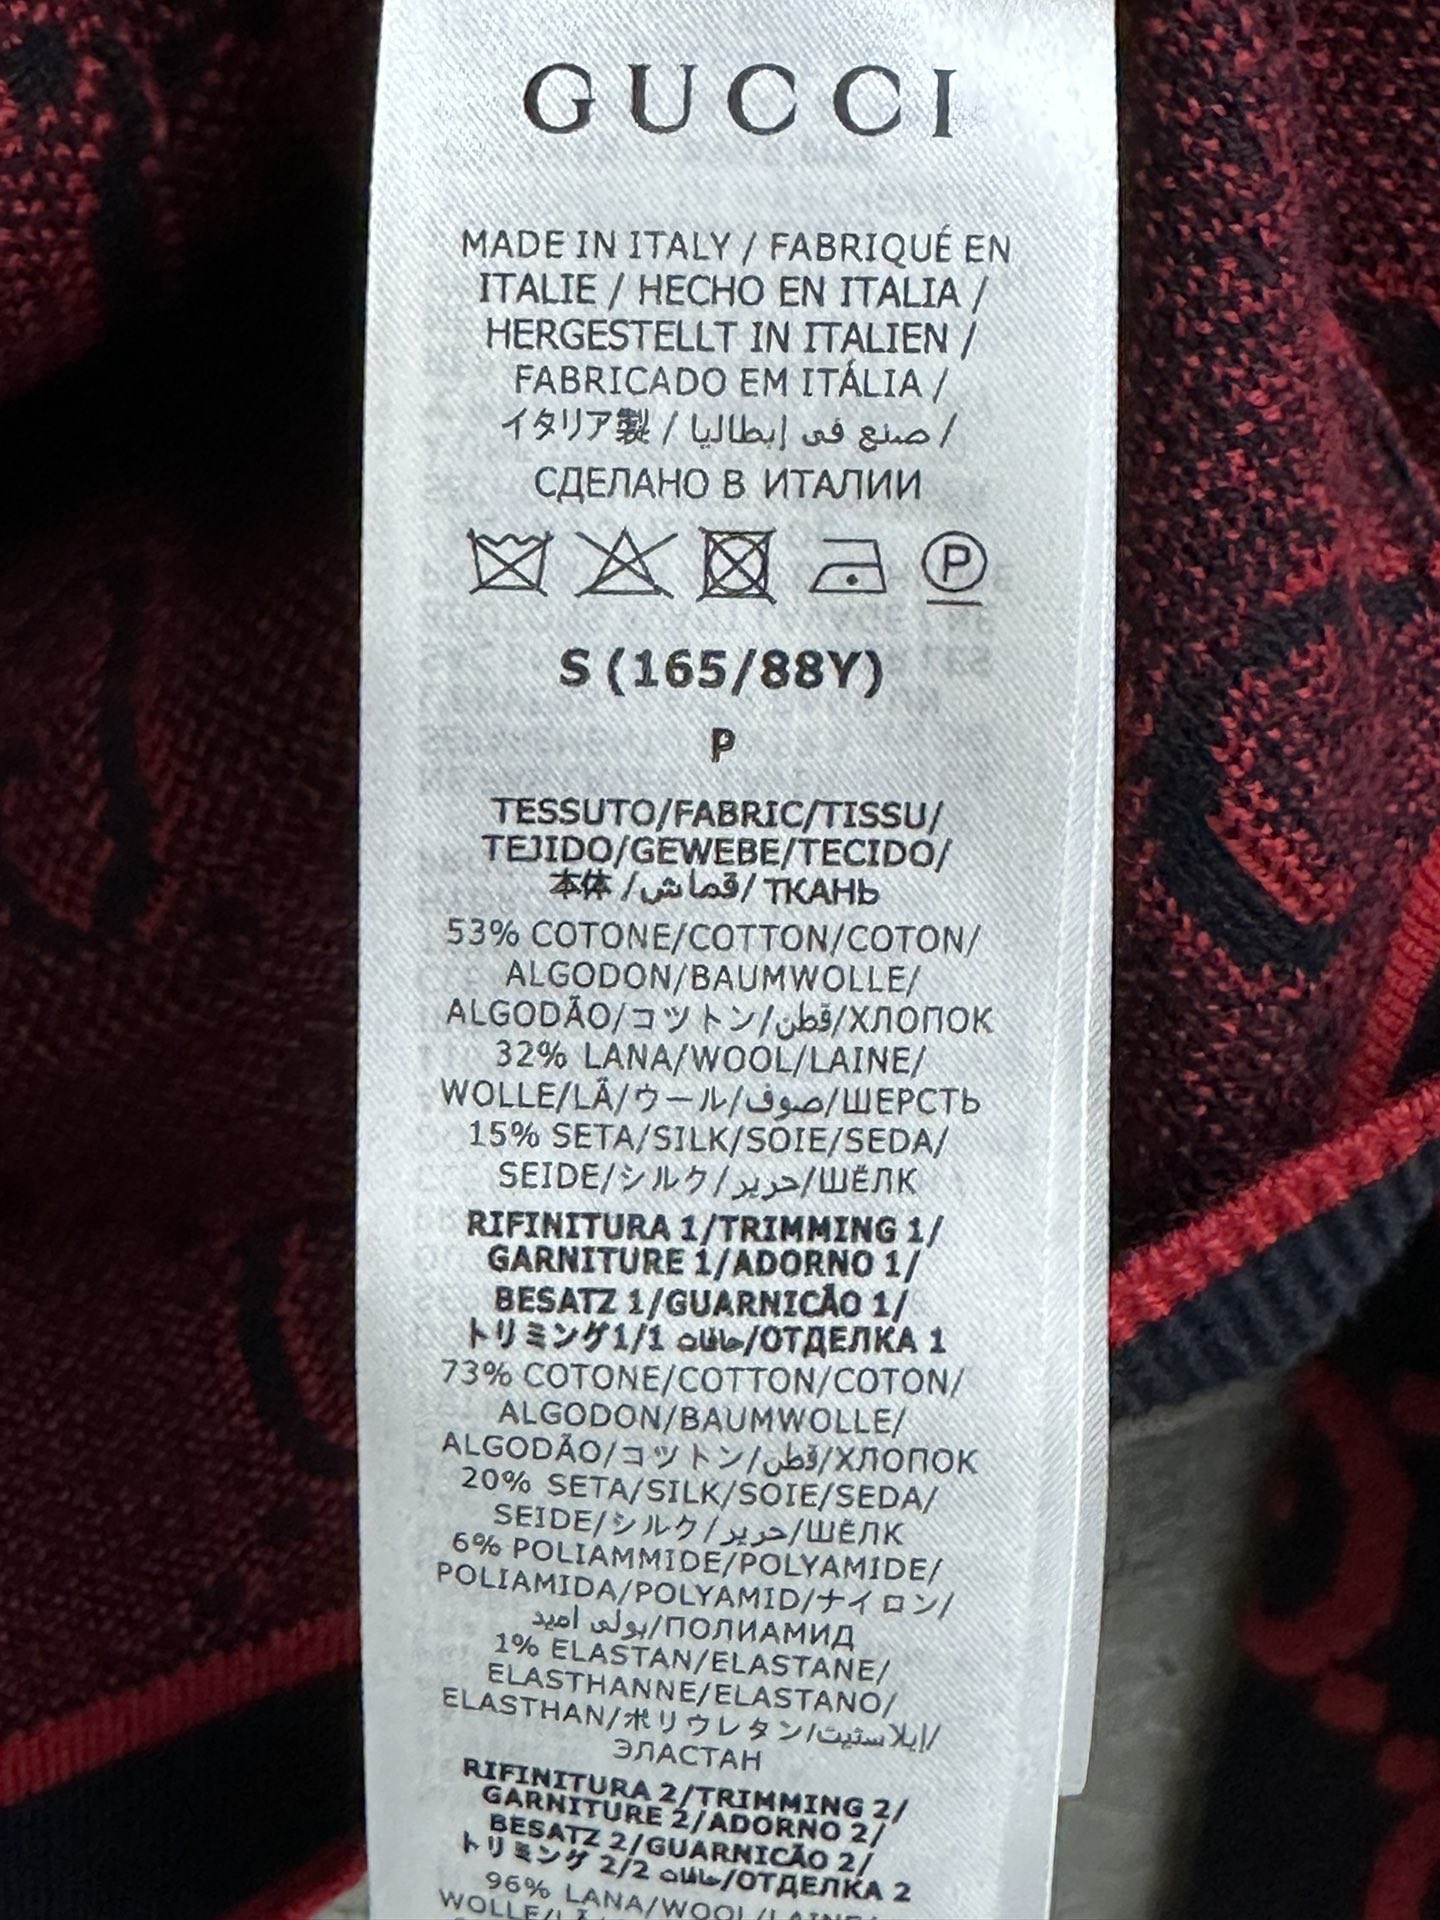 GUCCI
MADE IN ITALY / FABRIQUÉ EN
ITALIE / HECHO EN ITALIA /
HERGESTELLT IN ITALIEN /
FABRICADO EM ITÁLIA /
イタリア製 / صنع في إيطاليا /
СДЕЛАНО В ИТАЛИИ
P
S (165/88Y)
P
TESSUTO/FABRIC/TISSU/
TEJIDO/GEWEBE/TECIDO/
本体 /قماش/ ТКАНЬ
53% COTONE/COTTON/COTON/
ALGODON/BAUMWOLLE/
ALGODÃO/コットン/قطن/ХЛОПОК
32% LANA/WOOL/LAINE/
WOLLE/LÃ/ウール/صوف/ШЕРСТЬ
15% SETA/SILK/SOIE/SEDA/
SEIDE/シルク/حرير/ШЁЛК
RIFINITURA 1/TRIMMING 1/
GARNITURE 1/ADORNO 1/
BESATZ 1/GUARNICÃO 1/
トリミング1/1 حافات/ОТДЕЛКА 1
73% COTONE/COTTON/COTON/
ALGODON/BAUMWOLLE/
ALGODÃO/コットン/قطن/ХЛОПОК
20% SETA/SILK/SOIE/SEDA/
SEIDE/シルク/حرير/ШЁЛК
6% POLIAMMIDE/POLYAMIDE/
POLIAMIDA/POLYAMID/ナイロン/
بولي اميد/ПОЛИАМИД
1% ELASTAN/ELASTANE/
ELASTHANNE/ELASTANO/
ELASTHAN/ポリウレタン/إيلاستيت/
ЭЛАСТАН
RIFINITURA 2/TRIMMING 2/
GARNITURE 2/ADORNO 2/
BESATZ 2/GUARNICÃO 2/
トリミング 2/2 حافات/ОТДЕЛКА 2
96% LANA/WOOL/LAINE/
WOLLE/LÃ/